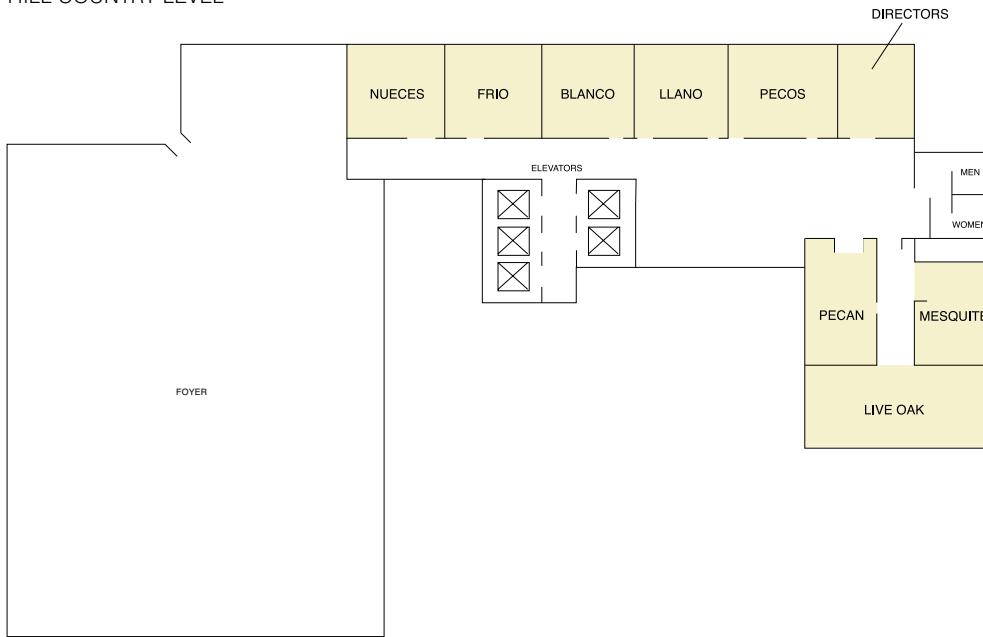 HILL COUNTRY LEVEL
DIRECTORS
NUECES
FRIO
BLANCO
LLANO
PECOS
ELEVATORS
MEN
WOMEN
PECAN
MESQUITE
FOYER
LIVE OAK